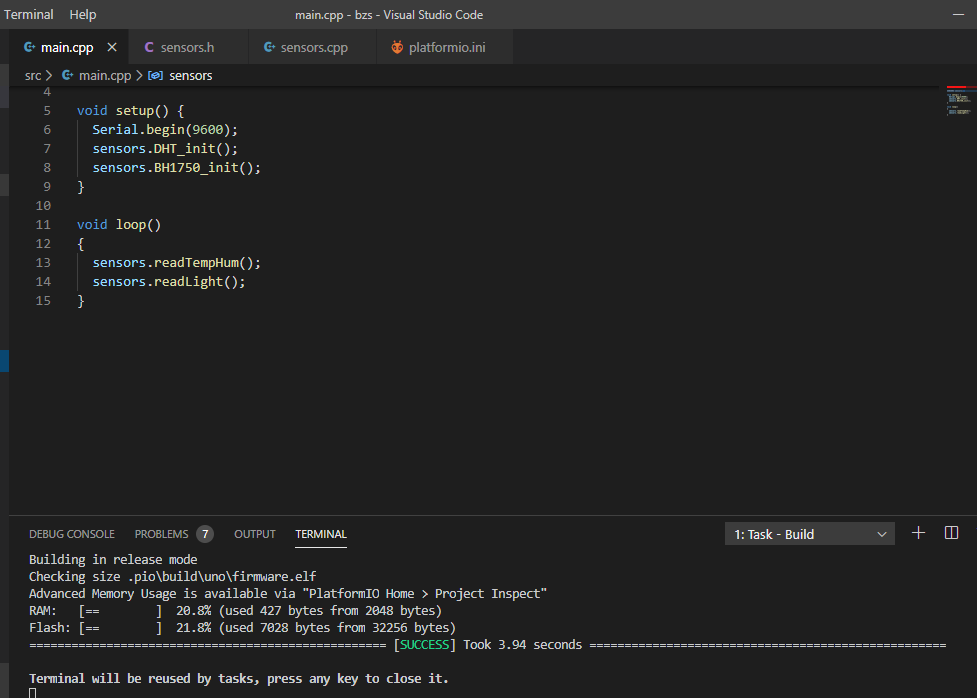 Terminal Help main.cpp - bzs - Visual Studio Code
main.cpp sensors.h sensors.cpp platformio.ini
src > main.cpp > sensors
4
5 void setup() {
6 Serial.begin(9600);
7 sensors.DHT_init();
8 sensors.BH1750_init();
9 }
10
11 void loop()
12 {
13 sensors.readTempHum();
14 sensors.readLight();
15 }
DEBUG CONSOLE PROBLEMS 7 OUTPUT TERMINAL 1: Task - Build
Building in release mode
Checking size .pio\build\uno\firmware.elf
Advanced Memory Usage is available via "PlatformIO Home > Project Inspect"
RAM: [== ] 20.8% (used 427 bytes from 2048 bytes)
Flash: [== ] 21.8% (used 7028 bytes from 32256 bytes)
=================================================== [SUCCESS] Took 3.94 seconds ===================================================
Terminal will be reused by tasks, press any key to close it.